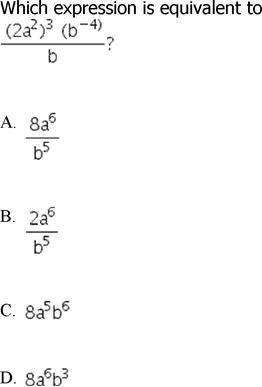 Which expression is equivalent to
(2a²)³ (b⁻⁴)
b
?
A. 8a⁶
b⁵
B. 2a⁶
b⁵
C. 8a⁵b⁶
D. 8a⁶b³